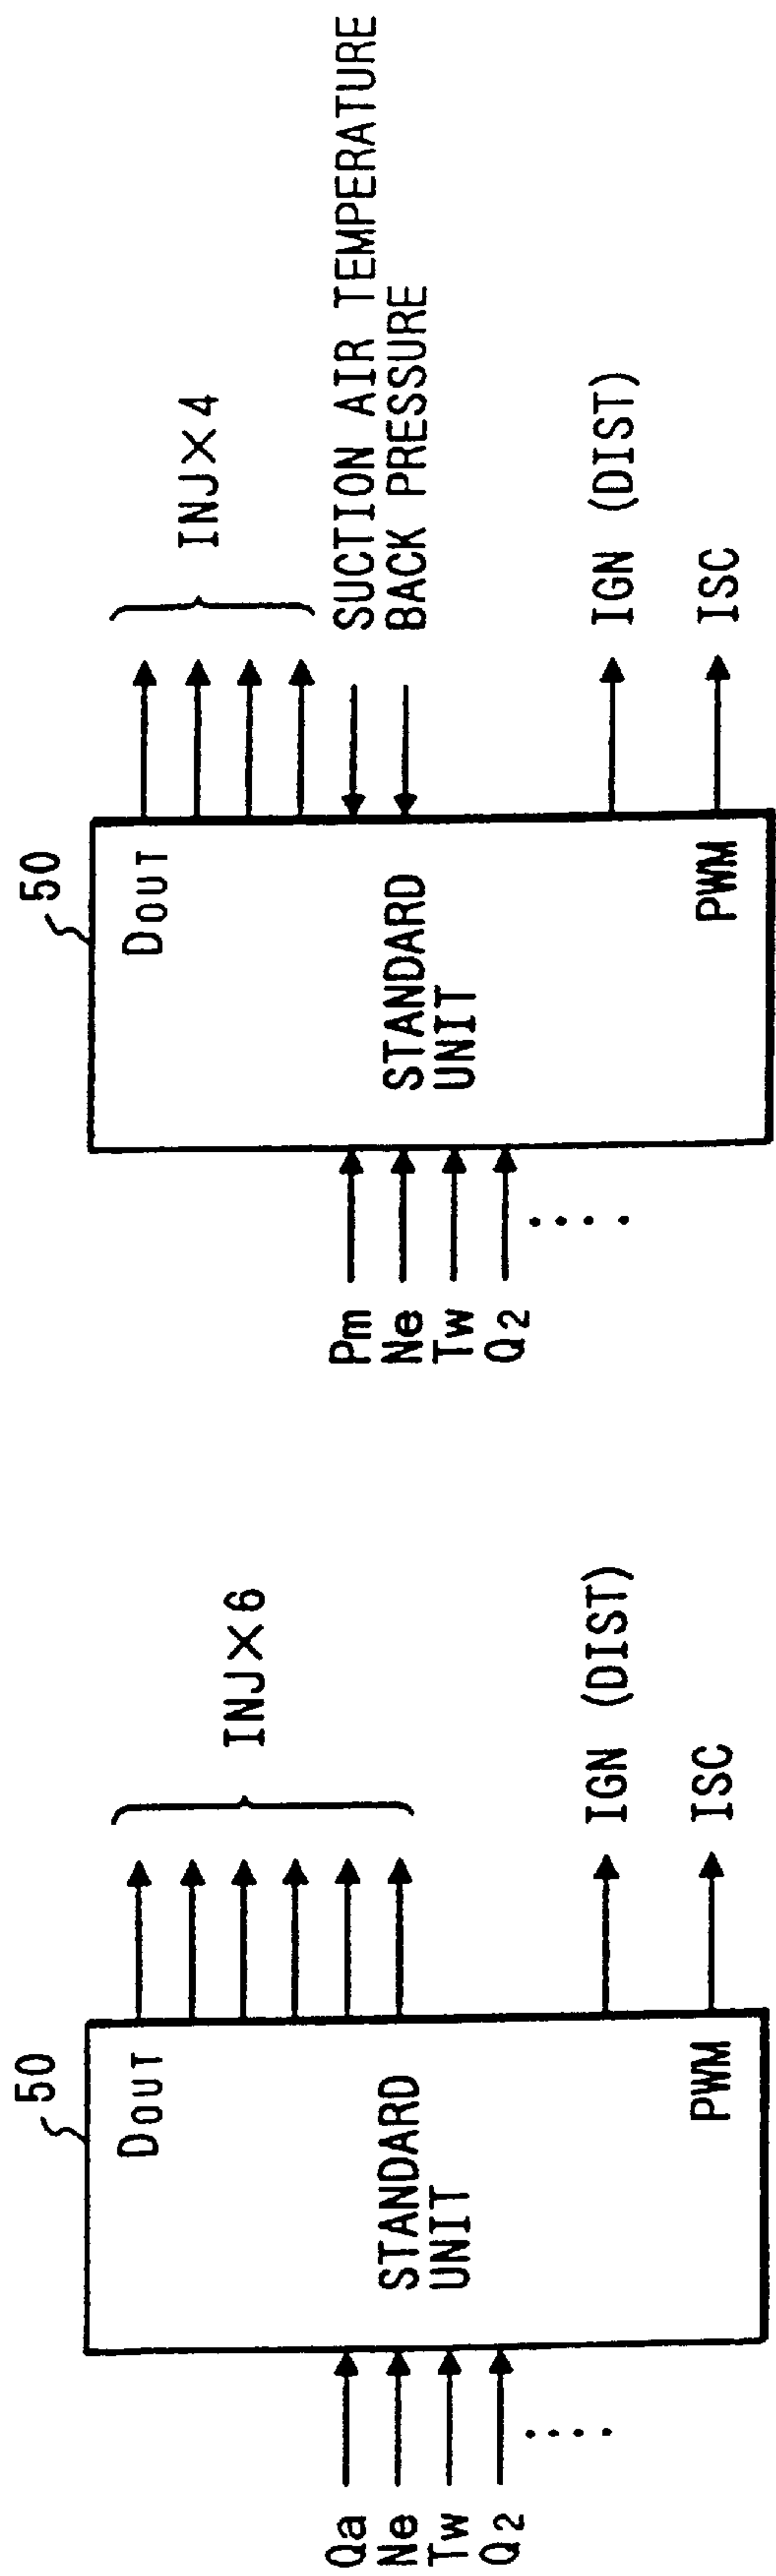 50
DOUT
INJ×6
Qa
Ne
Tw
Q2
STANDARD
UNIT
IGN (DIST)
PWM
ISC
50
DOUT
INJ×4
SUCTION AIR TEMPERATURE
BACK PRESSURE
Pm
Ne
Tw
Q2
STANDARD
UNIT
IGN (DIST)
PWM
ISC